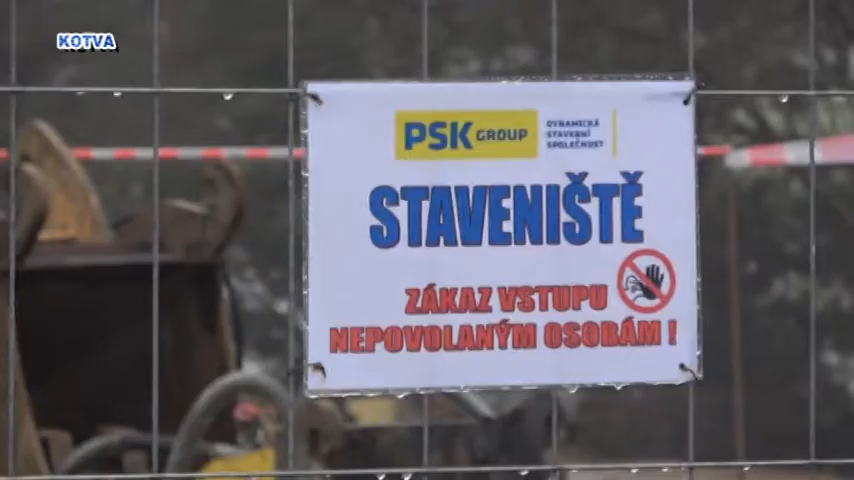 KOTVA
PSK GROUP
DYNAMICKÁ
STAVEBNÍ
SPOLEČNOST
STAVENIŠTĚ
ZÁKAZ VSTUPU
NEPOVOLANÝM OSOBÁM !